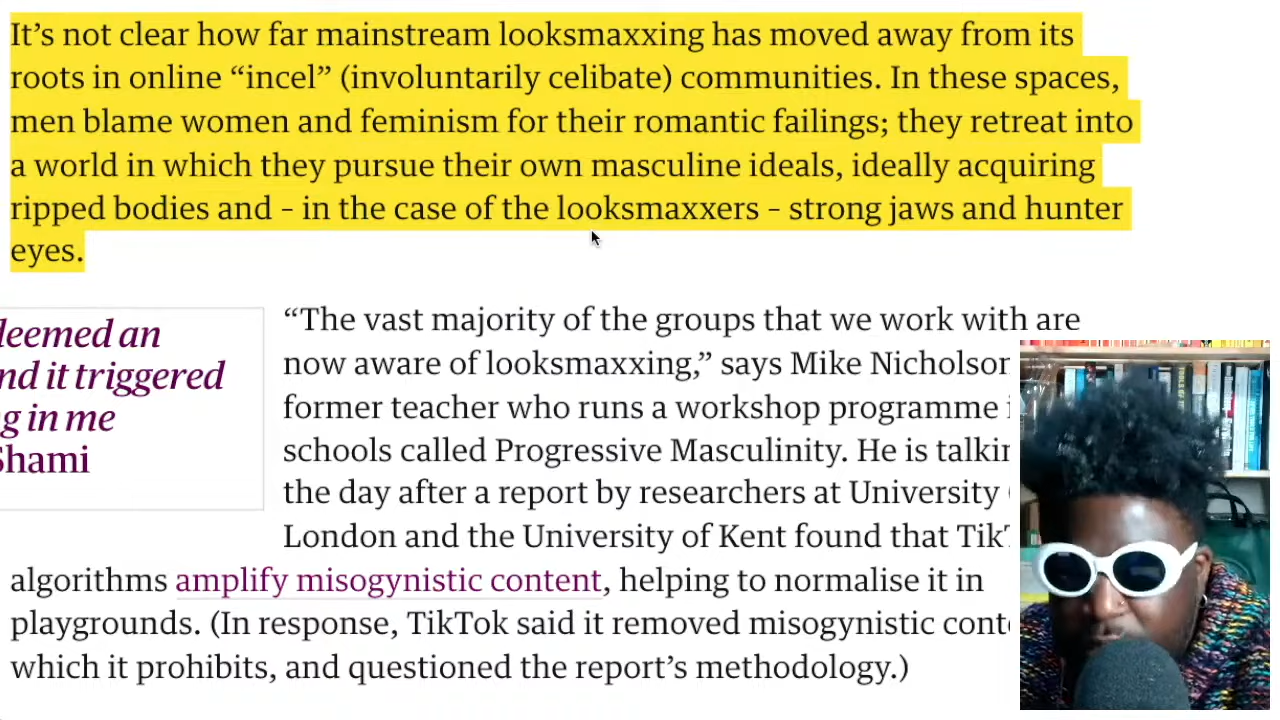 It’s not clear how far mainstream looksmaxxing has moved away from its
roots in online “incel” (involuntarily celibate) communities. In these spaces,
men blame women and feminism for their romantic failings; they retreat into
a world in which they pursue their own masculine ideals, ideally acquiring
ripped bodies and – in the case of the looksmaxxers – strong jaws and hunter
eyes.
deemed an
nd it triggered
g in me
Shami
“The vast majority of the groups that we work with are
now aware of looksmaxxing,” says Mike Nicholson
former teacher who runs a workshop programme i
schools called Progressive Masculinity. He is talkin
the day after a report by researchers at University
London and the University of Kent found that TikT
algorithms amplify misogynistic content, helping to normalise it in
playgrounds. (In response, TikTok said it removed misogynistic cont
which it prohibits, and questioned the report’s methodology.)